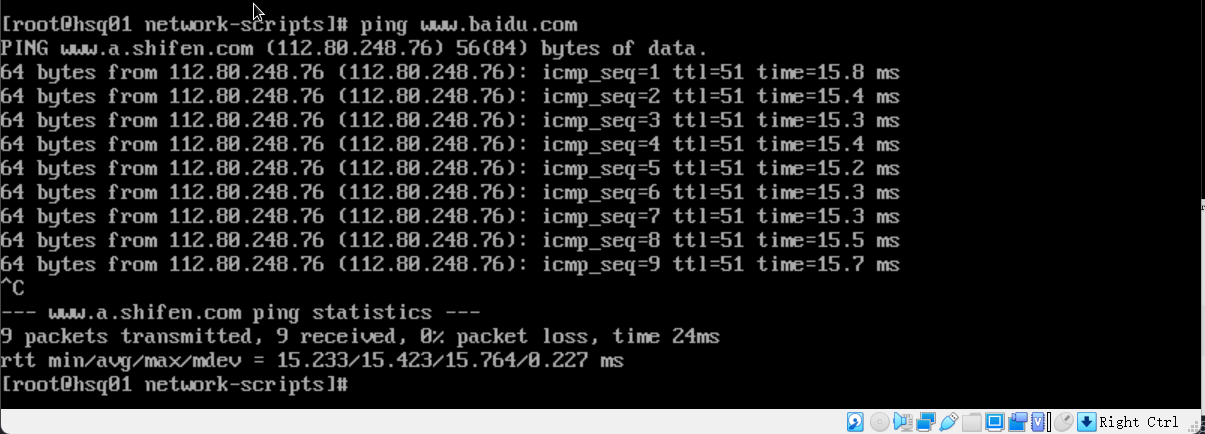 [root@hsq01 network-scripts]# ping www.baidu.com
PING www.a.shifen.com (112.80.248.76) 56(84) bytes of data.
64 bytes from 112.80.248.76 (112.80.248.76): icmp_seq=1 ttl=51 time=15.8 ms
64 bytes from 112.80.248.76 (112.80.248.76): icmp_seq=2 ttl=51 time=15.4 ms
64 bytes from 112.80.248.76 (112.80.248.76): icmp_seq=3 ttl=51 time=15.3 ms
64 bytes from 112.80.248.76 (112.80.248.76): icmp_seq=4 ttl=51 time=15.4 ms
64 bytes from 112.80.248.76 (112.80.248.76): icmp_seq=5 ttl=51 time=15.2 ms
64 bytes from 112.80.248.76 (112.80.248.76): icmp_seq=6 ttl=51 time=15.3 ms
64 bytes from 112.80.248.76 (112.80.248.76): icmp_seq=7 ttl=51 time=15.3 ms
64 bytes from 112.80.248.76 (112.80.248.76): icmp_seq=8 ttl=51 time=15.5 ms
64 bytes from 112.80.248.76 (112.80.248.76): icmp_seq=9 ttl=51 time=15.7 ms
^C
--- www.a.shifen.com ping statistics ---
9 packets transmitted, 9 received, 0% packet loss, time 24ms
rtt min/avg/max/mdev = 15.233/15.423/15.764/0.227 ms
[root@hsq01 network-scripts]#
Right Ctrl